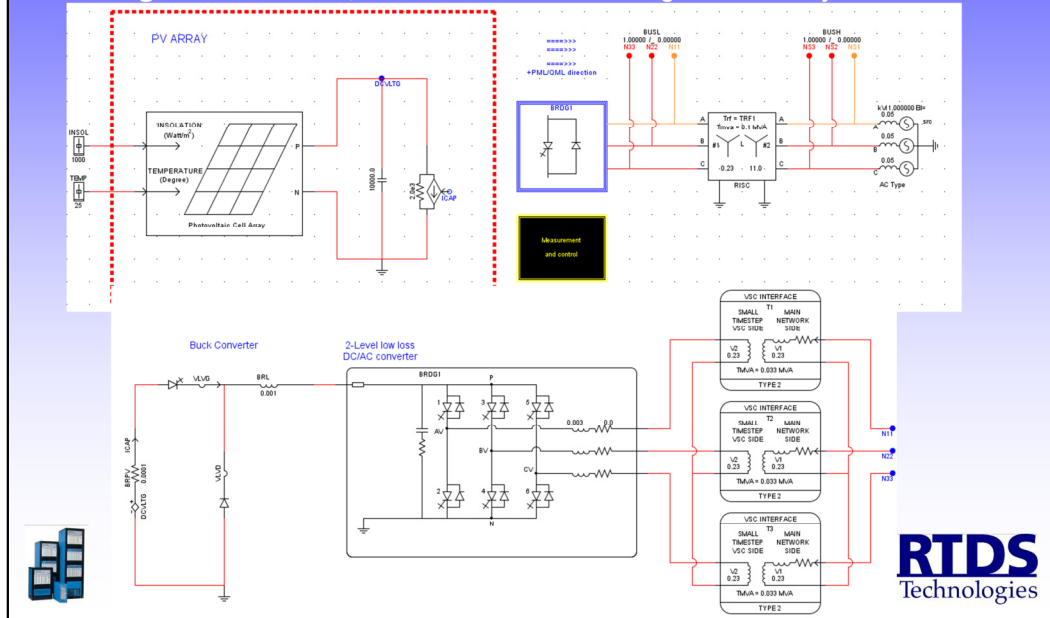 PV ARRAY
INSOL
1000
TEMP
25
INSOLATION
(Watt/m2)
TEMPERATURE
(Degree)
P
N
Photovoltaic Cell Array
DCVLTG
10000.0
2.0e3
ICAP
====>>>
====>>>
====>>>
+PML/QML direction
BRDG1
BUSL
1.00000 /_ 0.00000
N33 N22 N11
BUSH
1.00000 /_ 0.00000
NS3 NS2 NS1
Trf = TRF1
Tmva = 0.1 MVA
A A
B #1 #2 B
C C
0.23 11.0
RISC
0.05
A
src
0.05
B
0.05
C
AC Type
Measurement
and control
Buck Converter
VLVG
BRL
0.001
ICAP
BRPV
0.0001
DCVLTG
- +
VLVD
2-Level low loss
DC/AC converter
BRDG1
P
1 3 5
AV
BV
CV
0.003 0.0
2 4 6
N
VSC INTERFACE
T1
SMALL MAIN
TIMESTEP NETWORK
VSC SIDE SIDE
V2 V1
0.23 0.23
TMVA = 0.033 MVA
TYPE 2
VSC INTERFACE
T2
SMALL MAIN
TIMESTEP NETWORK
VSC SIDE SIDE
V2 V1
0.23 0.23
TMVA = 0.033 MVA
TYPE 2
VSC INTERFACE
T3
SMALL MAIN
TIMESTEP NETWORK
VSC SIDE SIDE
V2 V1
0.23 0.23
TMVA = 0.033 MVA
TYPE 2
N11
N22
N33
RTDS
Technologies